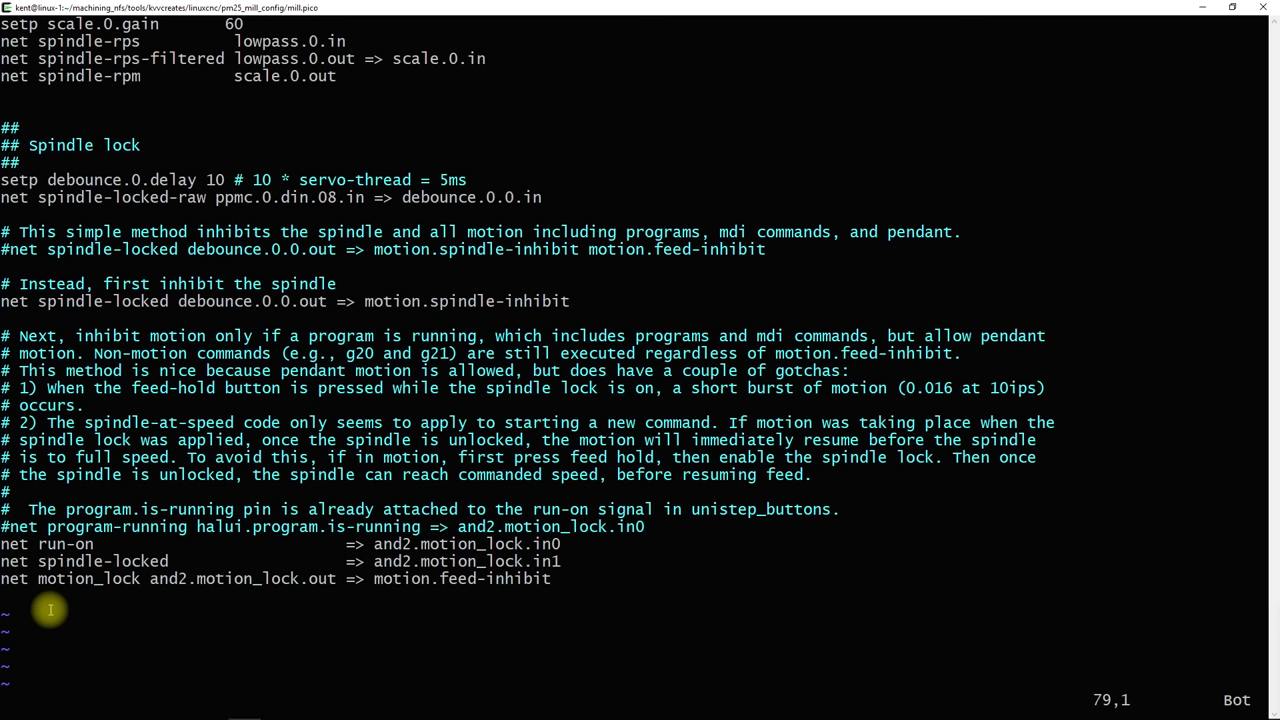 kent@linux-1:~/machining_nfs/tools/kvvcreates/linuxcnc/pm25_mill_config/mill.pico
setp scale.0.gain       60
net spindle-rps          lowpass.0.in
net spindle-rps-filtered lowpass.0.out => scale.0.in
net spindle-rpm          scale.0.out
##
## Spindle lock
##
setp debounce.0.delay 10 # 10 * servo-thread = 5ms
net spindle-locked-raw ppmc.0.din.08.in => debounce.0.0.in
# This simple method inhibits the spindle and all motion including programs, mdi commands, and pendant.
#net spindle-locked debounce.0.0.out => motion.spindle-inhibit motion.feed-inhibit
# Instead, first inhibit the spindle
net spindle-locked debounce.0.0.out => motion.spindle-inhibit
# Next, inhibit motion only if a program is running, which includes programs and mdi commands, but allow pendant
# motion. Non-motion commands (e.g., g20 and g21) are still executed regardless of motion.feed-inhibit.
# This method is nice because pendant motion is allowed, but does have a couple of gotchas:
# 1) When the feed-hold button is pressed while the spindle lock is on, a short burst of motion (0.016 at 10ips)
# occurs.
# 2) The spindle-at-speed code only seems to apply to starting a new command. If motion was taking place when the
# spindle lock was applied, once the spindle is unlocked, the motion will immediately resume before the spindle
# is to full speed. To avoid this, if in motion, first press feed hold, then enable the spindle lock. Then once
# the spindle is unlocked, the spindle can reach commanded speed, before resuming feed.
#
#  The program.is-running pin is already attached to the run-on signal in unistep_buttons.
#net program-running halui.program.is-running => and2.motion_lock.in0
net run-on                           => and2.motion_lock.in0
net spindle-locked                   => and2.motion_lock.in1
net motion_lock and2.motion_lock.out => motion.feed-inhibit
~
~
~
~
~
79,1          Bot